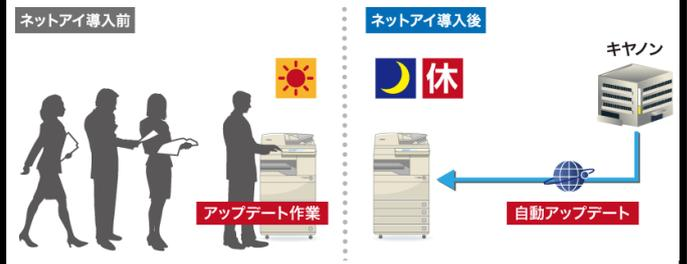 ネットアイ導入前
ネットアイ導入後
休
キヤノン
アップデート作業
自動アップデート